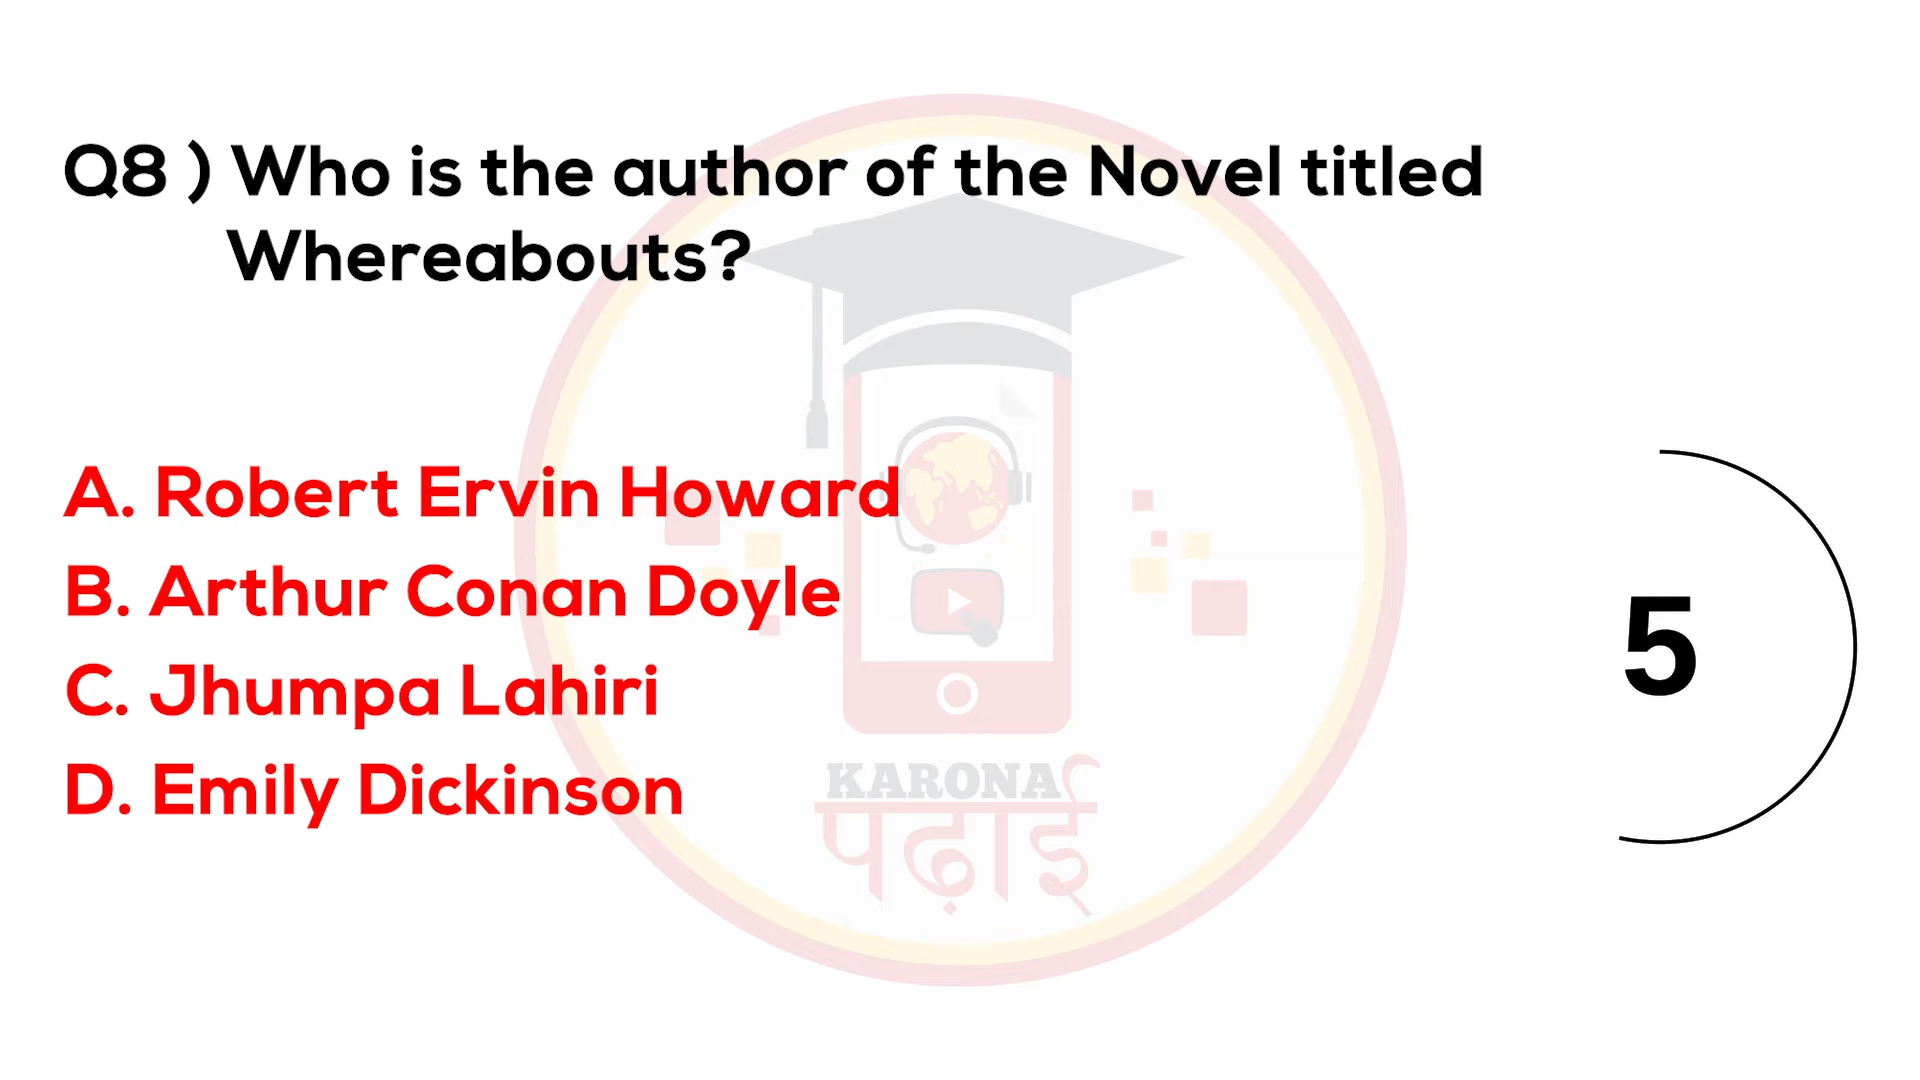 Q8 ) Who is the author of the Novel titled
Whereabouts?
A. Robert Ervin Howard
B. Arthur Conan Doyle
C. Jhumpa Lahiri
D. Emily Dickinson
5
KARONA
पढ़ाई